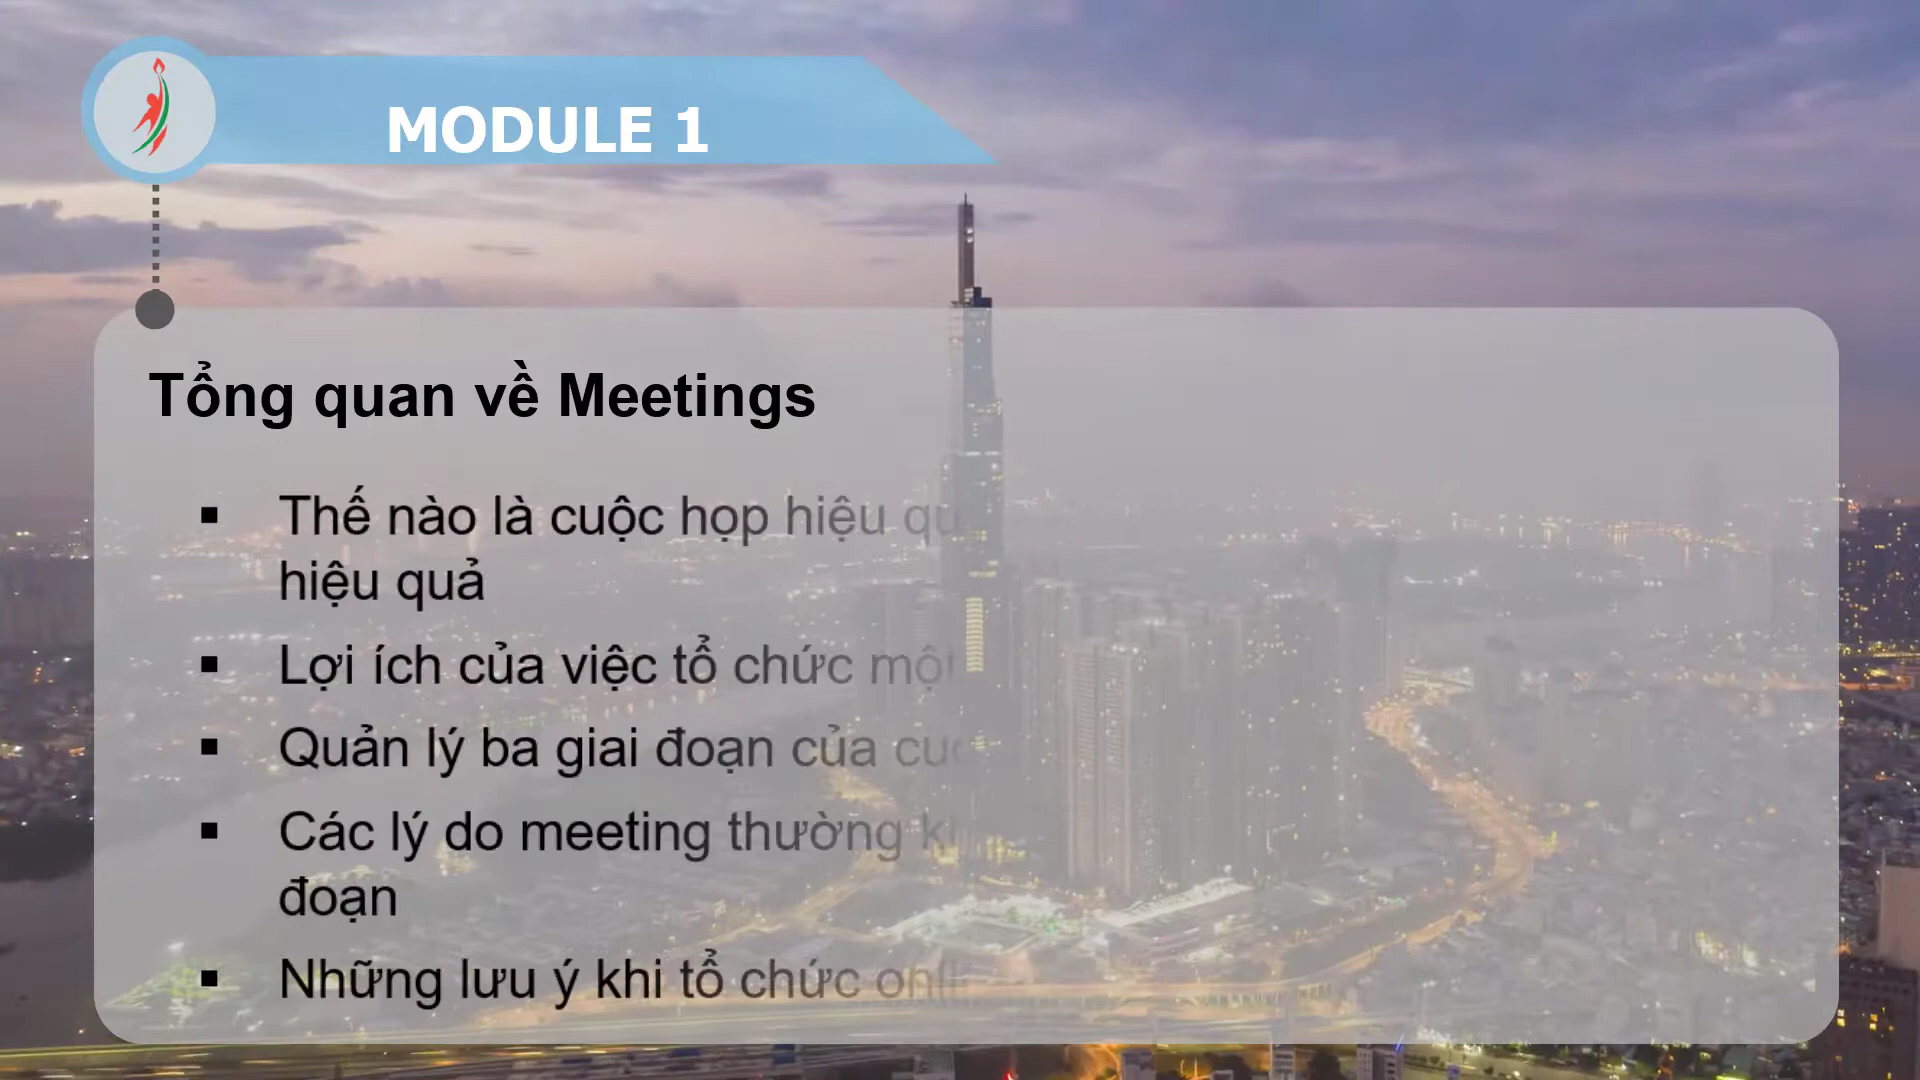 MODULE 1
Tổng quan về Meetings
▪ Thế nào là cuộc họp hiệu
hiệu quả
▪ Lợi ích của việc tổ chức
▪ Quản lý ba giai đoạn của
▪ Các lý do meeting thường
đoạn
▪ Những lưu ý khi tổ chức